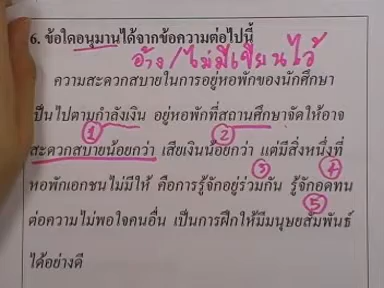 6. ข้อใดอนุมานได้จากข้อความต่อไปนี้
อ้าง/ไม่มีเขียนไว้
ความสะดวกสบายในการอยู่หอพักของนักศึกษา
เป็นไปตามกำลังเงิน อยู่หอพักที่สถานศึกษาจัดให้อาจ
① ②
สะดวกสบายน้อยกว่า เสียเงินน้อยกว่า แต่มีสิ่งหนึ่งที่
③ ④
หอพักเอกชนไม่มีให้ คือการรู้จักอยู่ร่วมกัน รู้จักอดทน
⑤
ต่อความไม่พอใจคนอื่น เป็นการฝึกให้มีมนุษยสัมพันธ์
ได้อย่างดี